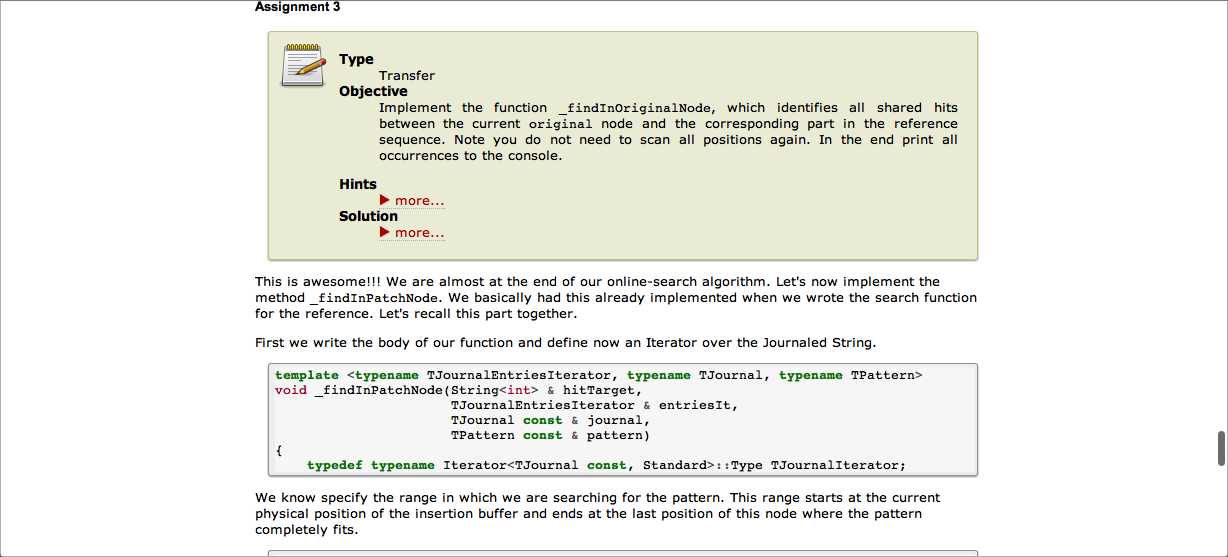 Assignment 3
Type
Transfer
Objective
Implement the function _findInOriginalNode, which identifies all shared hits
between the current original node and the corresponding part in the reference
sequence. Note you do not need to scan all positions again. In the end print all
occurrences to the console.
Hints
more...
Solution
more...
This is awesome!!! We are almost at the end of our online-search algorithm. Let's now implement the
method _findInPatchNode. We basically had this already implemented when we wrote the search function
for the reference. Let's recall this part together.
First we write the body of our function and define now an Iterator over the Journaled String.
template <typename TJournalEntriesIterator, typename TJournal, typename TPattern>
void _findInPatchNode(String<int> & hitTarget,
TJournalEntriesIterator & entriesIt,
TJournal const & journal,
TPattern const & pattern)
{
typedef typename Iterator<TJournal const, Standard>::Type TJournalIterator;
We know specify the range in which we are searching for the pattern. This range starts at the current
physical position of the insertion buffer and ends at the last position of this node where the pattern
completely fits.